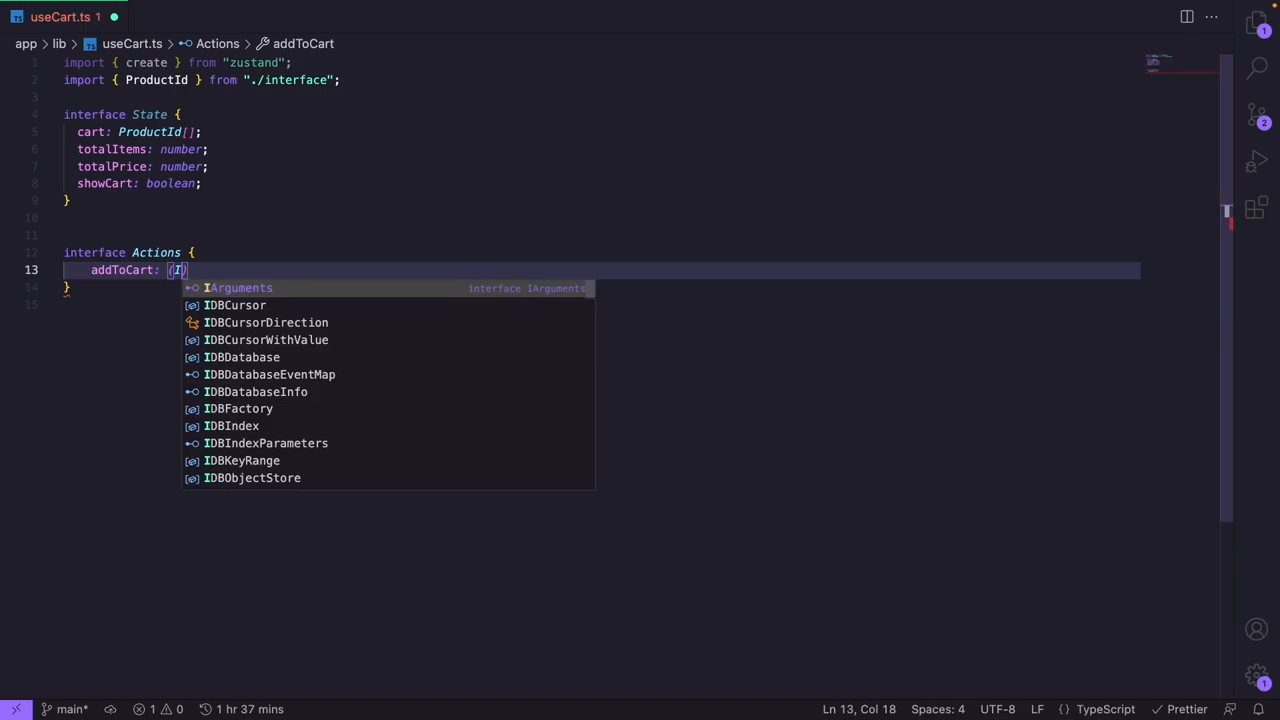 useCart.ts 1
app > lib > useCart.ts > Actions > addToCart
1 import { create } from "zustand";
2 import { ProductId } from "./interface";
3
4 interface State {
5 cart: ProductId[];
6 totalItems: number;
7 totalPrice: number;
8 showCart: boolean;
9 }
10
11
12 interface Actions {
13 addToCart: (I)
14 }
15
IArguments interface IArguments
IDBCursor
IDBCursorDirection
IDBCursorWithValue
IDBDatabase
IDBDatabaseEventMap
IDBDatabaseInfo
IDBFactory
IDBIndex
IDBIndexParameters
IDBKeyRange
IDBObjectStore
1
2
1
main* 1 0 1 hr 37 mins Ln 13, Col 18 Spaces: 4 UTF-8 LF {} TypeScript Prettier